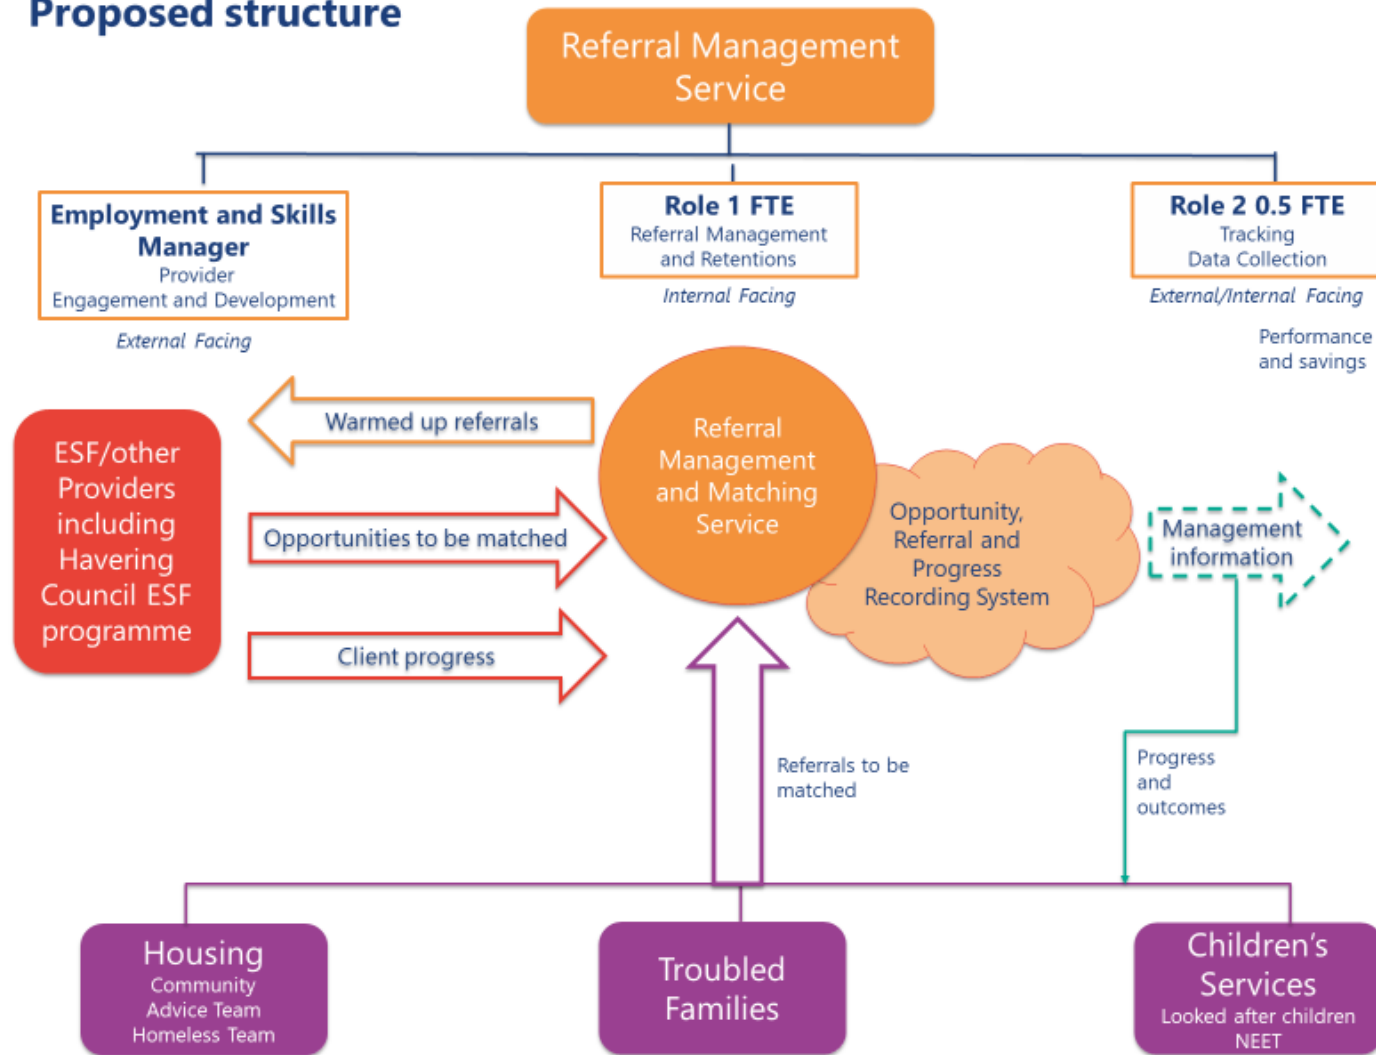 Proposed structure
Referral Management
Service
Employment and Skills
Manager
Provider
Engagement and Development
External Facing
Role 1 FTE
Referral Management
and Retentions
Internal Facing
Role 2 0.5 FTE
Tracking
Data Collection
External/Internal Facing
Performance
and savings
ESF/other
Providers
including
Havering
Council ESF
programme
Warmed up referrals
Opportunities to be matched
Client progress
Referral
Management
and Matching
Service
Opportunity,
Referral and
Progress
Recording System
Management
information
Referrals to be
matched
Progress
and
outcomes
Housing
Community
Advice Team
Homeless Team
Troubled
Families
Children's
Services
Looked after children
NEET